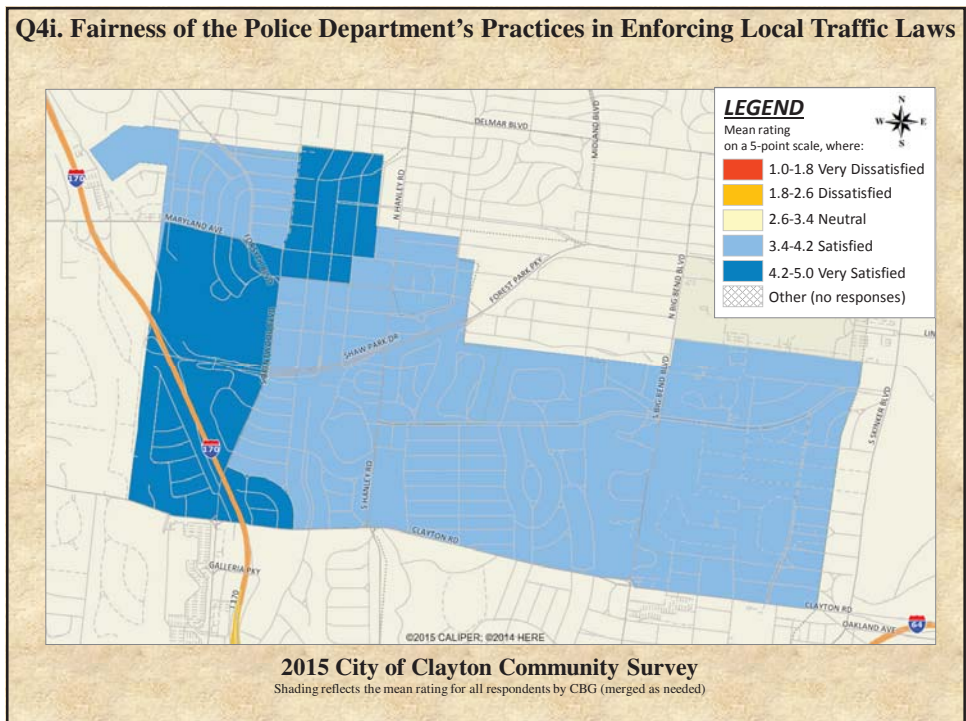 Q4i. Fairness of the Police Department's Practices in Enforcing Local Traffic Laws
LEGEND
Mean rating
on a 5-point scale, where:
1.0-1.8 Very Dissatisfied
1.8-2.6 Dissatisfied
2.6-3.4 Neutral
3.4-4.2 Satisfied
4.2-5.0 Very Satisfied
Other (no responses)
N
W
E
S
DELMAR BLVD
MIDLAND BLVD
170
N HANLEY RD
MARYLAND AVE
FOREST PARK PKY
N BIG BEND BLVD
LIN
SHAW PARK DR
S BIG BEND BLVD
S SKINKER BLVD
170
S HANLEY RD
CLAYTON RD
GALLERIA PKY
I 170
CLAYTON RD
OAKLAND AVE
64
©2015 CALIPER; ©2014 HERE
2015 City of Clayton Community Survey
Shading reflects the mean rating for all respondents by CBG (merged as needed)